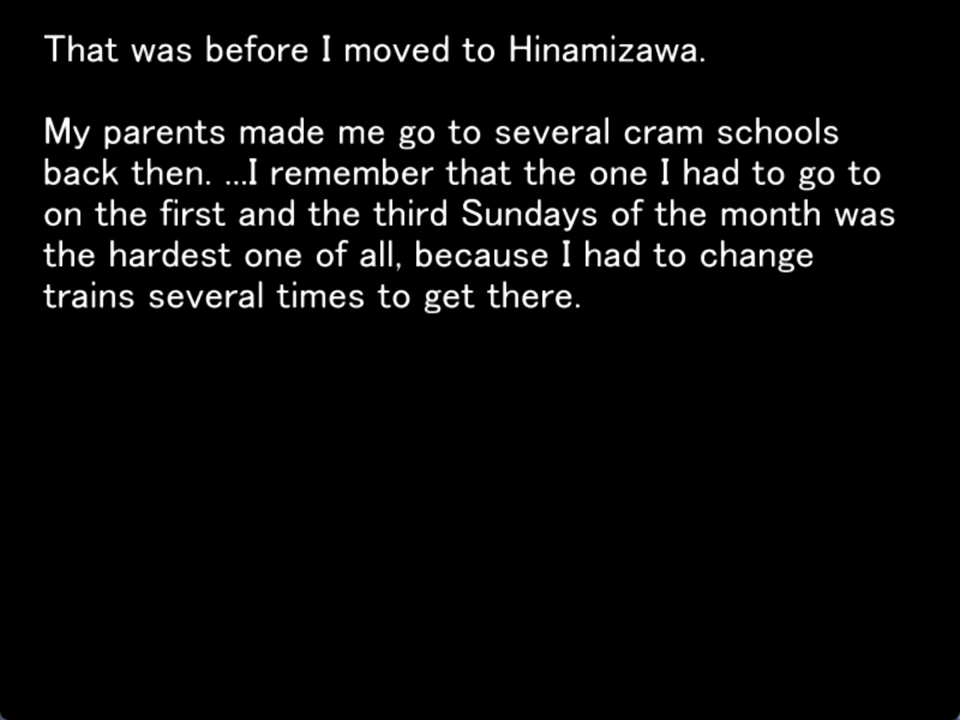 That was before I moved to Hinamizawa.
My parents made me go to several cram schools
back then. ...I remember that the one I had to go to
on the first and the third Sundays of the month was
the hardest one of all, because I had to change
trains several times to get there.